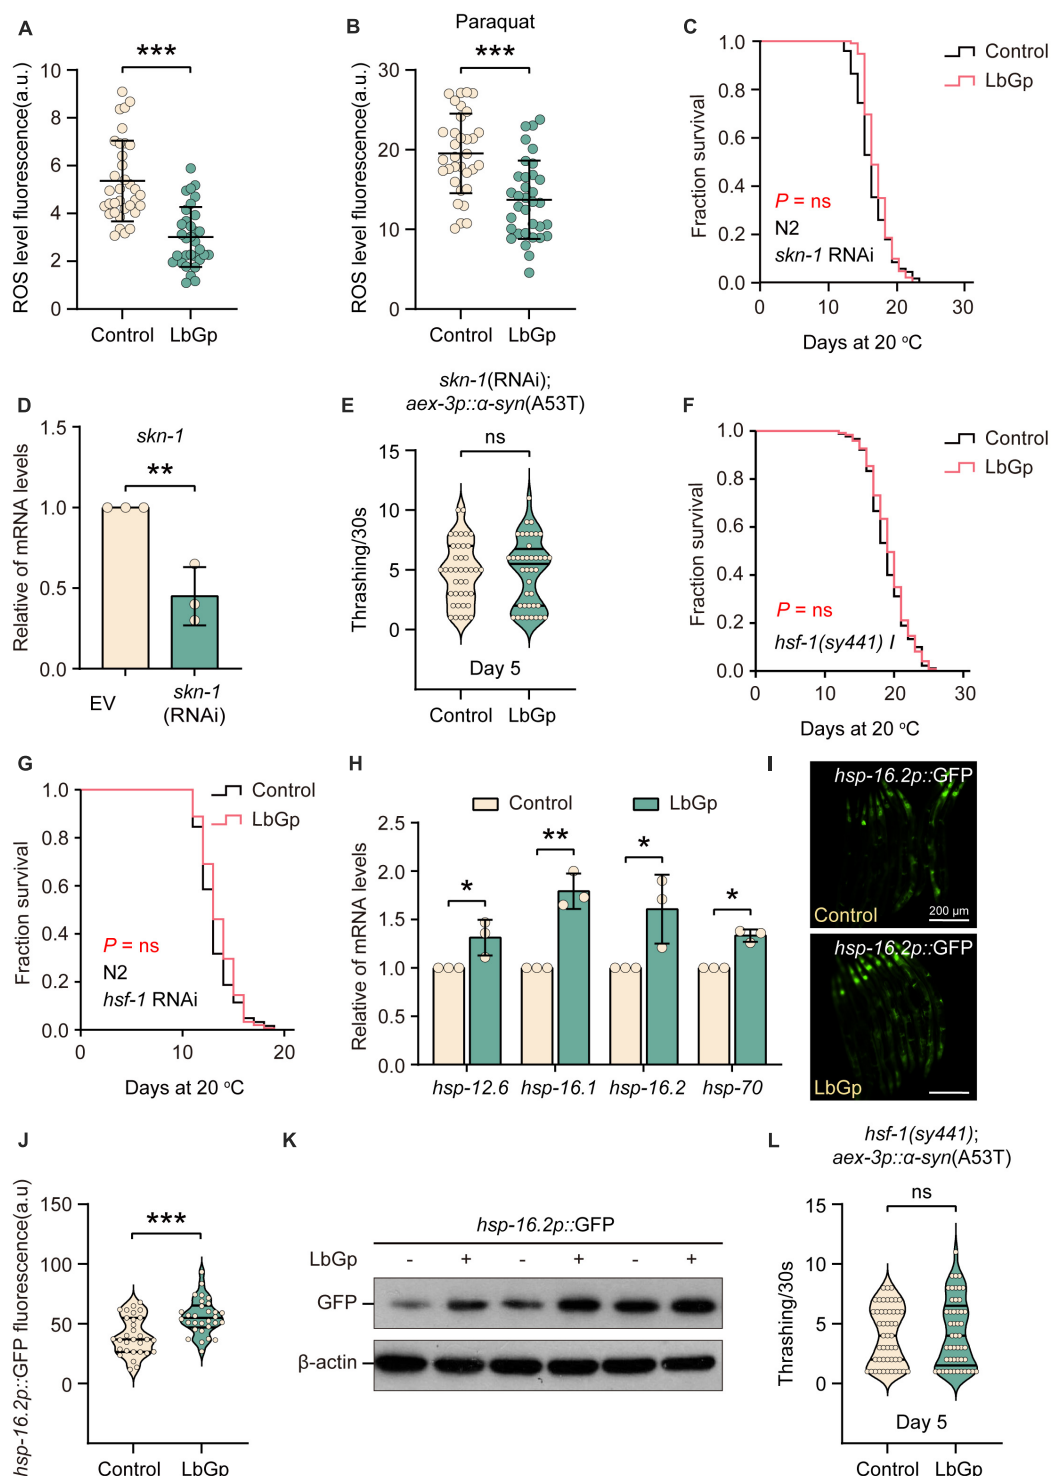 A
***
ROS level fluorescence(a.u.)
10
8
6
4
2
0
Control LbGp
B
Paraquat
***
ROS level fluorescence(a.u.)
30
20
10
0
Control LbGp
C
Control
LbGp
Fraction survival
1.0
0.8
0.6
0.4
0.2
0.0
P = ns
N2
skn-1 RNAi
0 10 20 30
Days at 20 °C
D
skn-1
**
Relative of mRNA levels
1.5
1.0
0.5
0.0
EV
skn-1
(RNAi)
E
skn-1(RNAi);
aex-3p::α-syn(A53T)
ns
Thrashing/30s
15
10
5
0
Day 5
Control LbGp
F
Control
LbGp
Fraction survival
1.0
0.8
0.6
0.4
0.2
0.0
P = ns
hsf-1(sy441) I
0 10 20 30
Days at 20 °C
G
Control
LbGp
Fraction survival
1.0
0.8
0.6
0.4
0.2
0.0
P = ns
N2
hsf-1 RNAi
0 10 20
Days at 20 °C
H
Control LbGp
Relative of mRNA levels
2.5
2.0
1.5
1.0
0.5
0.0
* ** * *
hsp-12.6 hsp-16.1 hsp-16.2 hsp-70
I
hsp-16.2p::GFP
Control
200 μm
hsp-16.2p::GFP
LbGp
J
***
hsp-16.2p::GFP fluorescence(a.u)
150
100
50
0
Control LbGp
K
hsp-16.2p::GFP
LbGp - + - + - +
GFP
β-actin
L
hsf-1(sy441);
aex-3p::α-syn(A53T)
ns
Thrashing/30s
15
10
5
0
Day 5
Control LbGp